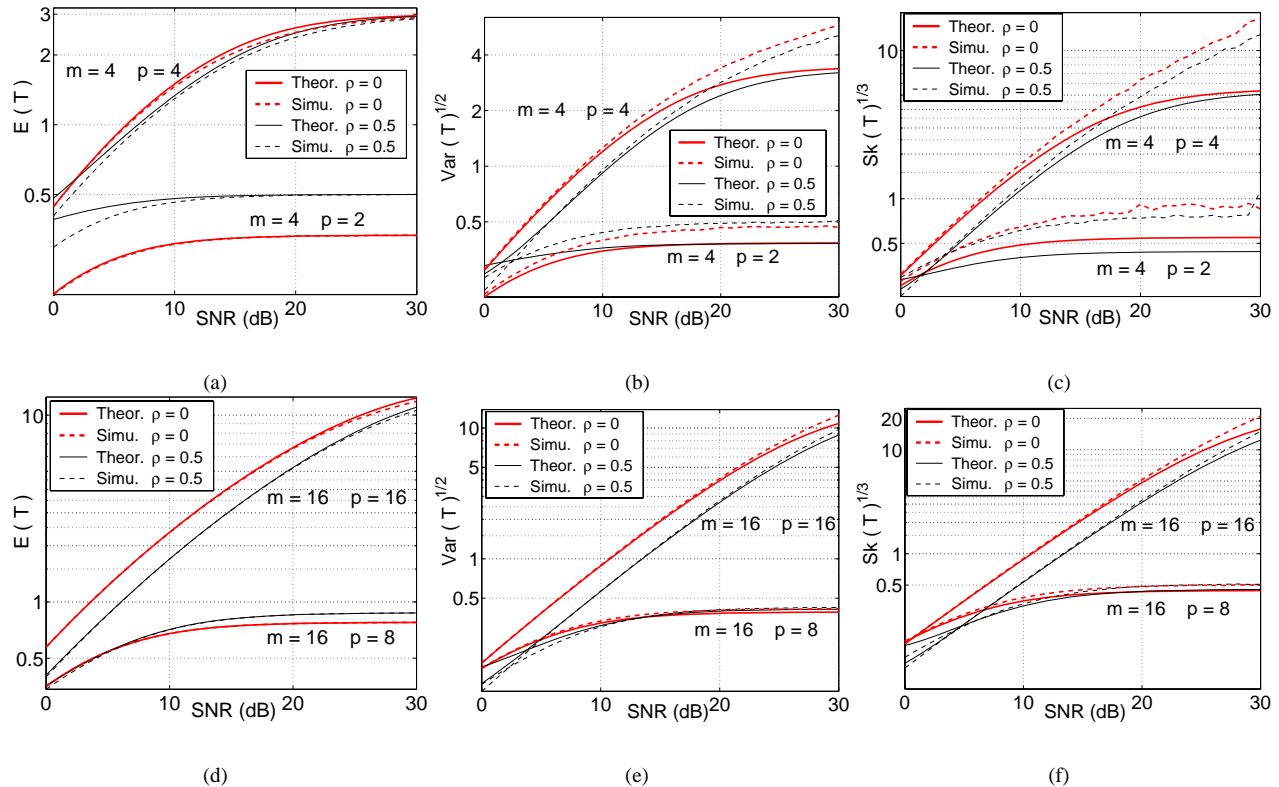 3
2
1
0.5
E ( T )
m = 4 p = 4
Theor. ρ = 0
Simu. ρ = 0
Theor. ρ = 0.5
Simu. ρ = 0.5
m = 4 p = 2
0 10 20 30
SNR (dB)
(a)
4
2
1
0.5
Var ( T )^{1/2}
m = 4 p = 4
Theor. ρ = 0
Simu. ρ = 0
Theor. ρ = 0.5
Simu. ρ = 0.5
m = 4 p = 2
0 10 20 30
SNR (dB)
(b)
10
1
0.5
Sk ( T )^{1/3}
Theor. ρ = 0
Simu. ρ = 0
Theor. ρ = 0.5
Simu. ρ = 0.5
m = 4 p = 4
m = 4 p = 2
0 10 20 30
SNR (dB)
(c)
10
1
0.5
E ( T )
Theor. ρ = 0
Simu. ρ = 0
Theor. ρ = 0.5
Simu. ρ = 0.5
m = 16 p = 16
m = 16 p = 8
0 10 20 30
SNR (dB)
(d)
10
5
1
0.5
Var ( T )^{1/2}
Theor. ρ = 0
Simu. ρ = 0
Theor. ρ = 0.5
Simu. ρ = 0.5
m = 16 p = 16
m = 16 p = 8
0 10 20 30
SNR (dB)
(e)
20
10
1
0.5
Sk ( T )^{1/3}
Theor. ρ = 0
Simu. ρ = 0
Theor. ρ = 0.5
Simu. ρ = 0.5
m = 16 p = 16
m = 16 p = 8
0 10 20 30
SNR (dB)
(f)